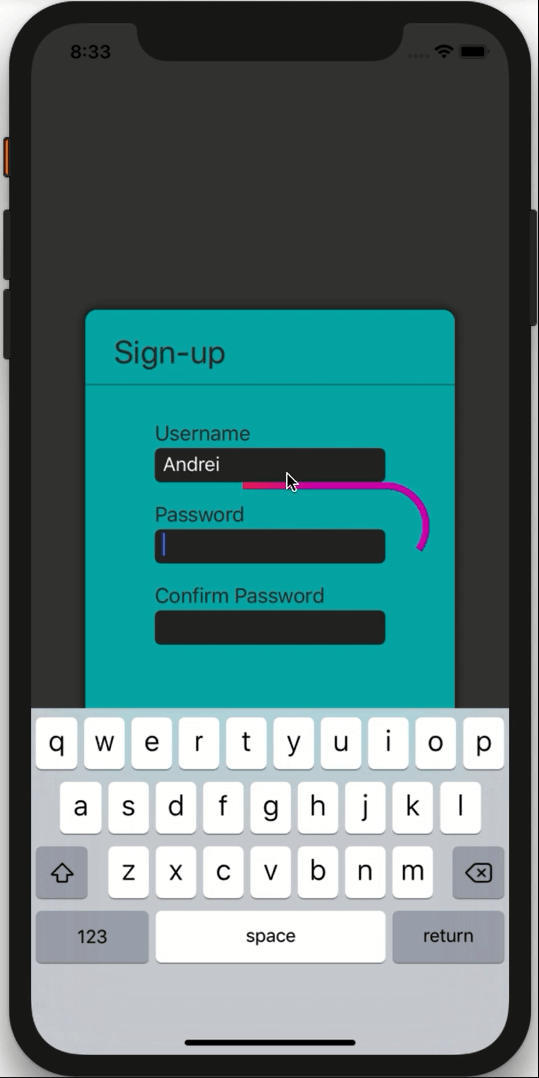 8:33
Sign-up
Username
Andrei
Password
Confirm Password
q w e r t y u i o p
a s d f g h j k l
z x c v b n m
123 space return